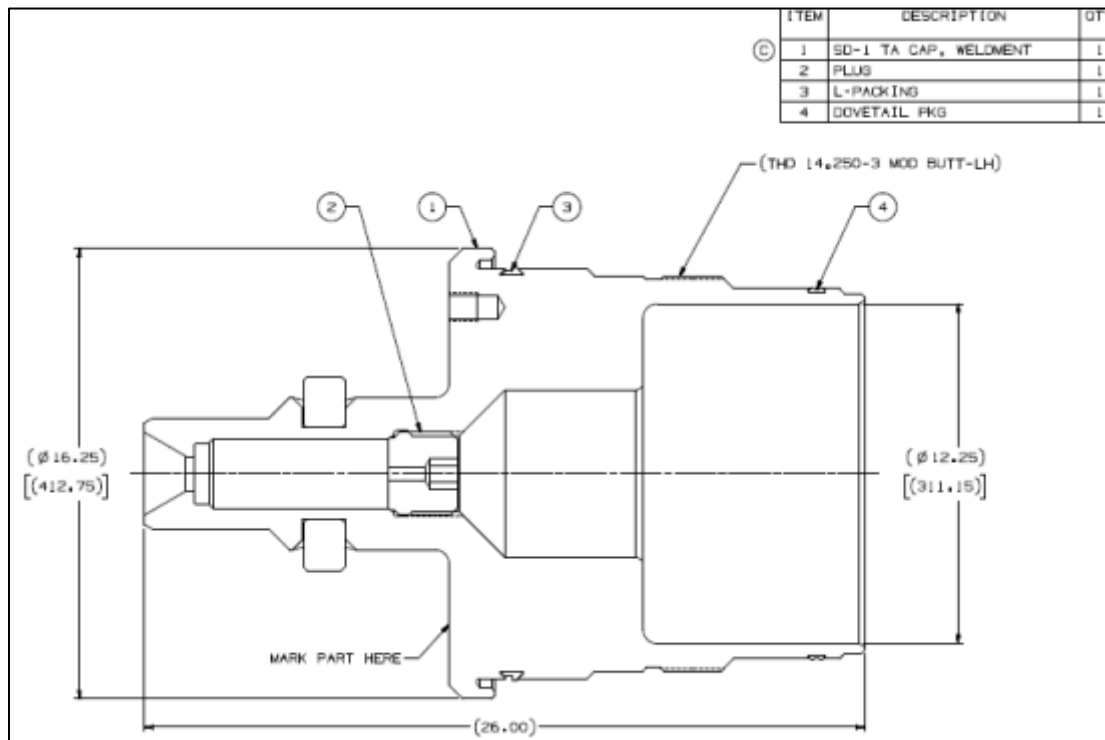 ITEM DESCRIPTION QT
C 1 SD-1 TA CAP, WELDMENT 1
2 PLUG 1
3 L-PACKING 1
4 DOVETAIL PKG 1
(THD 14.250-3 MOD BUTT-LH)
2 1 3 4
(Ø16.25)
[(412.75)]
(Ø12.25)
[(311.15)]
MARK PART HERE
(26.00)